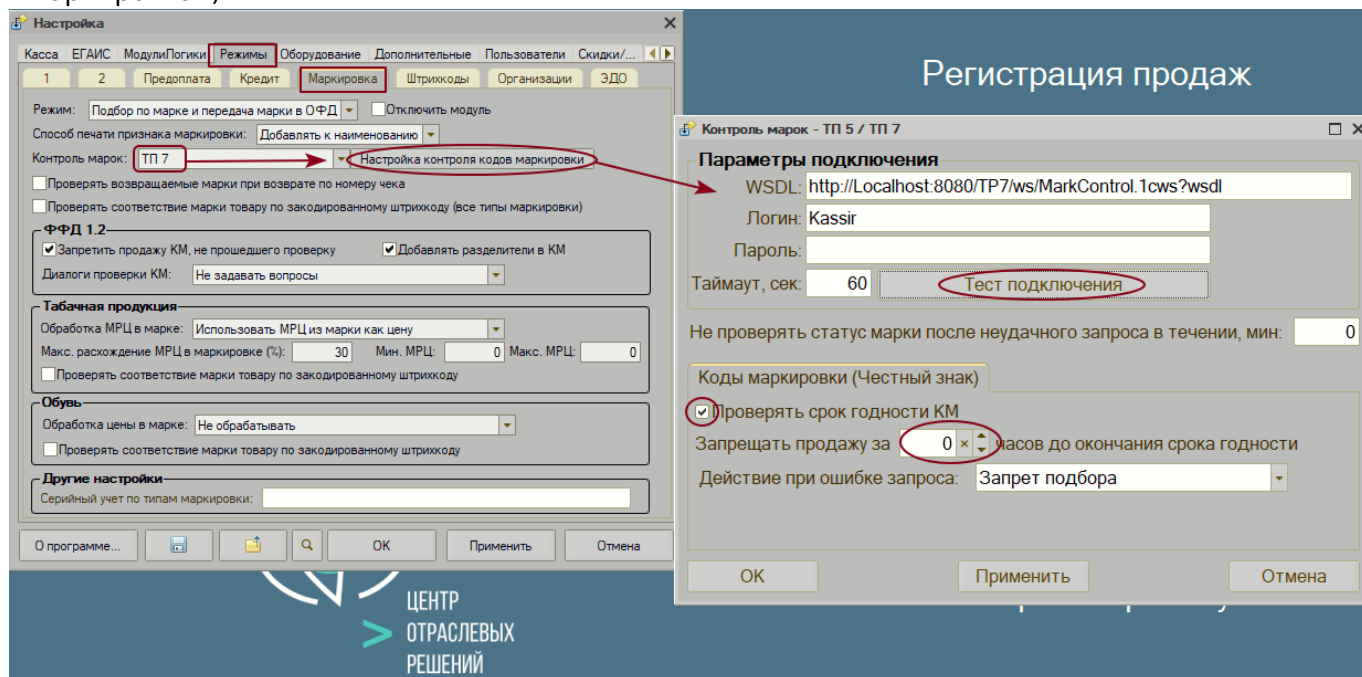 Настройка
Касса ЕГАИС МодулиЛогики Режимы Оборудование Дополнительные Пользователи Скидки/...
1 2 Предоплата Кредит Маркировка Штрихкоды Организации ЭДО
Режим: Подбор по марке и передача марки в ОФД Отключить модуль
Способ печати признака маркировки: Добавлять к наименованию
Контроль марок: ТП 7 Настройка контроля кодов маркировки
Проверять возвращаемые марки при возврате по номеру чека
Проверять соответствие марки товару по закодированному штрихкоду (все типы маркировки)
ФФД 1.2
Запретить продажу КМ, не прошедшего проверку Добавлять разделители в КМ
Диалоги проверки КМ: Не задавать вопросы
Табачная продукция
Обработка МРЦ в марке: Использовать МРЦ из марки как цену
Макс. расхождение МРЦ в маркировке (%): 30 Мин. МРЦ: 0 Макс. МРЦ: 0
Проверять соответствие марки товару по закодированному штрихкоду
Обувь
Обработка цены в марке: Не обрабатывать
Проверять соответствие марки товару по закодированному штрихкоду
Другие настройки
Серийный учет по типам маркировки:
О программе... ОК Применить Отмена
Регистрация продаж
Контроль марок - ТП 5 / ТП 7
Параметры подключения
WSDL: http://Localhost:8080/TP7/ws/MarkControl.1cws?wsdl
Логин: Kassir
Пароль:
Таймаут, сек: 60 Тест подключения
Не проверять статус марки после неудачного запроса в течении, мин: 0
Коды маркировки (Честный знак)
Проверять срок годности КМ
Запрещать продажу за 0 часов до окончания срока годности
Действие при ошибке запроса: Запрет подбора
ОК Применить Отмена
ЦЕНТР
ОТРАСЛЕВЫХ
РЕШЕНИЙ